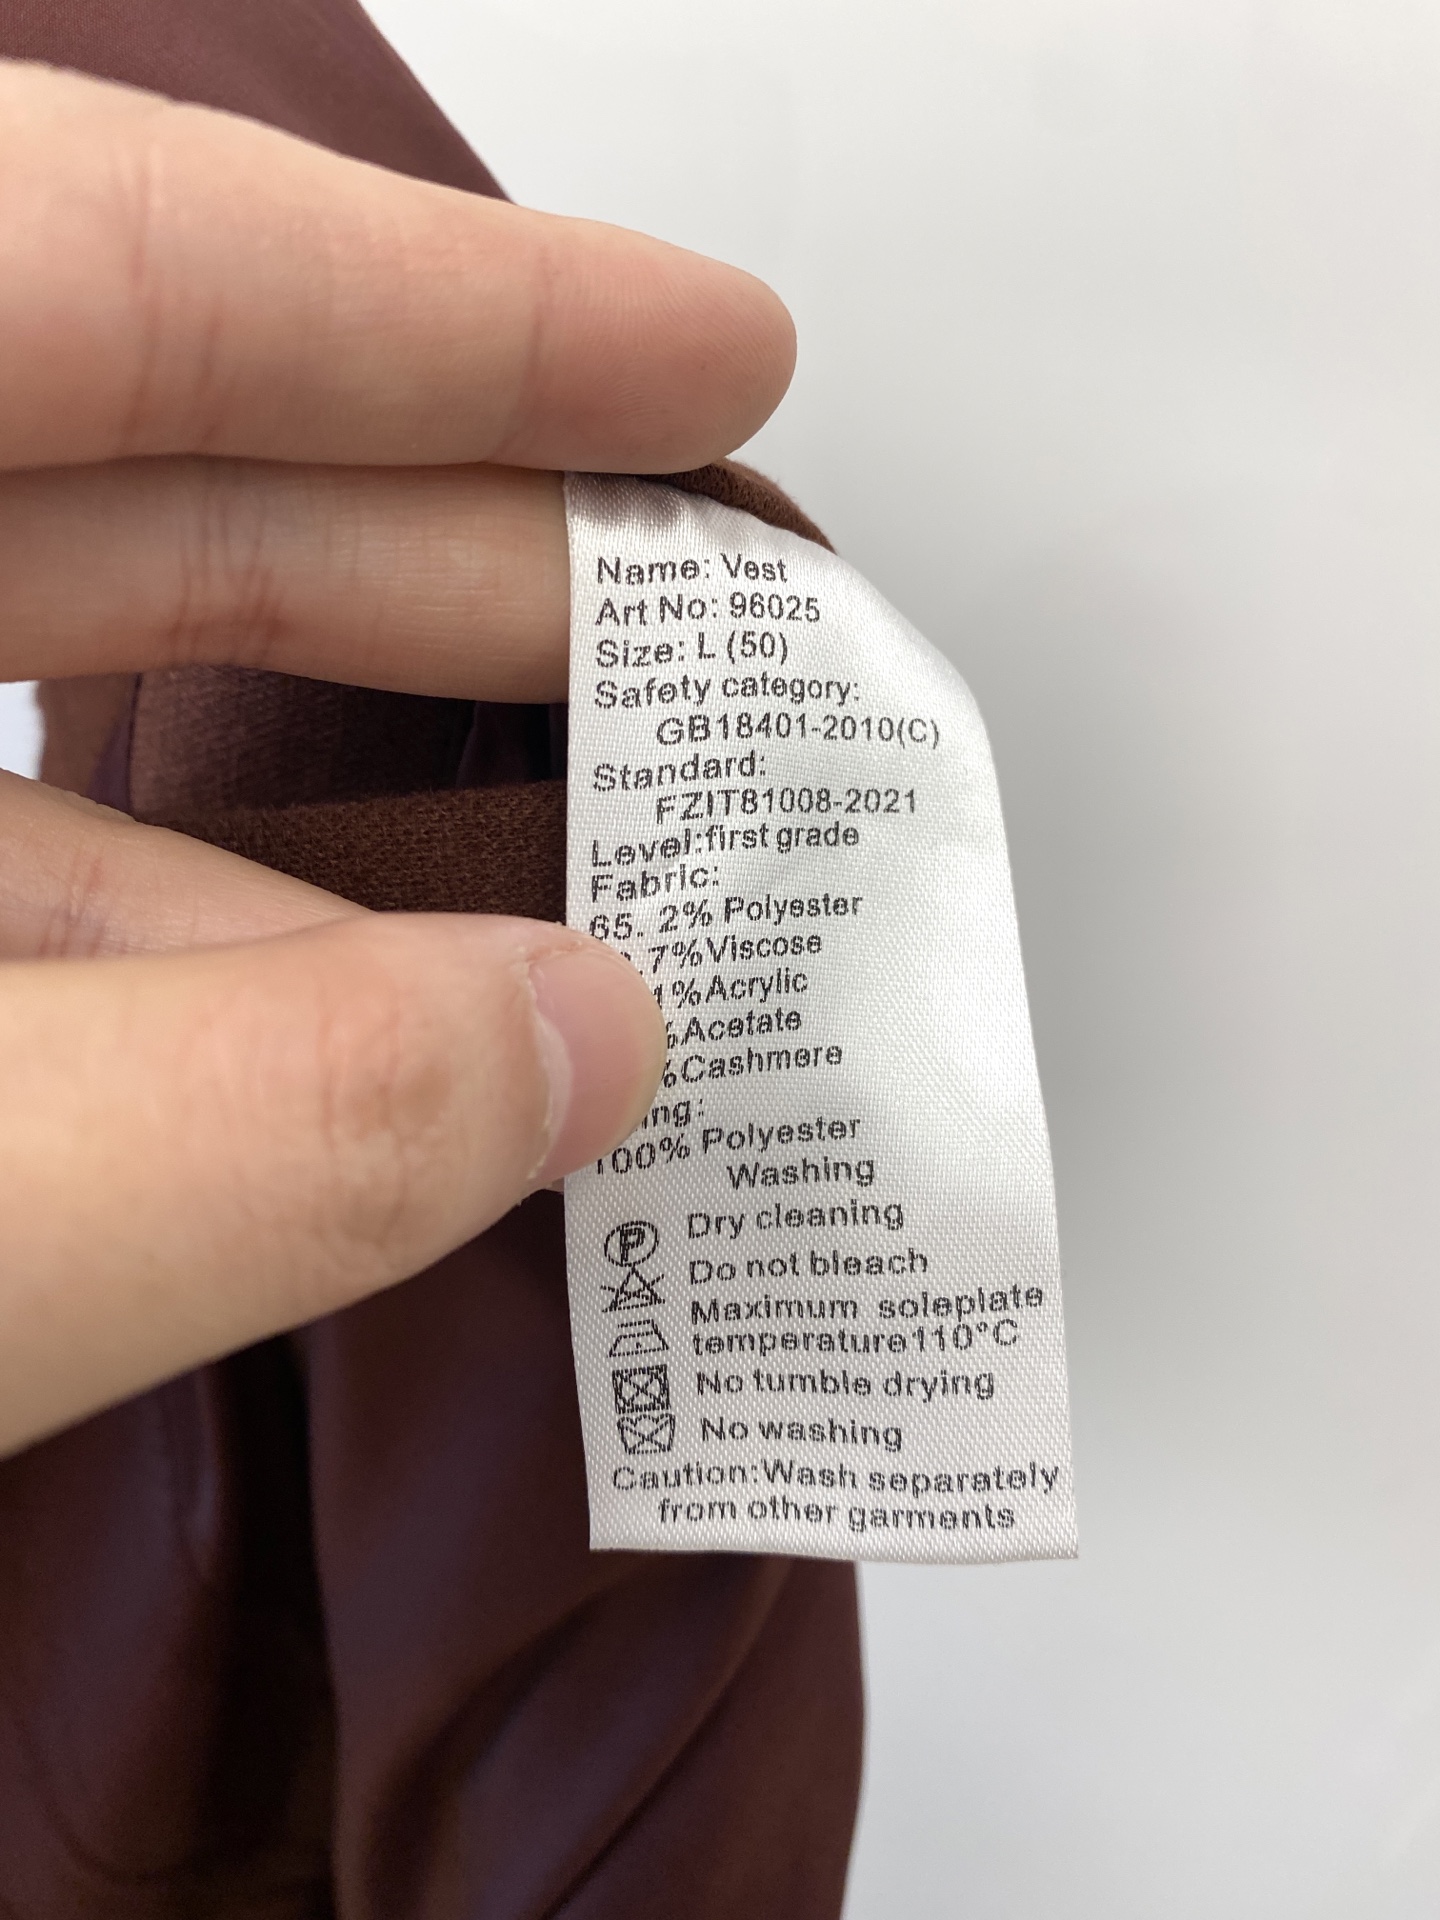 Name: Vest
Art No: 96025
Size: L (50)
Safety category:
GB18401-2010(C)
Standard:
FZIT81008-2021
Level:first grade
Fabric:
65. 2% Polyester
.7%Viscose
1%Acrylic
%Acetate
%Cashmere
100% Polyester
Washing
P Dry cleaning
Do not bleach
Maximum soleplate
temperature110°C
No tumble drying
No washing
Caution:Wash separately
from other garments